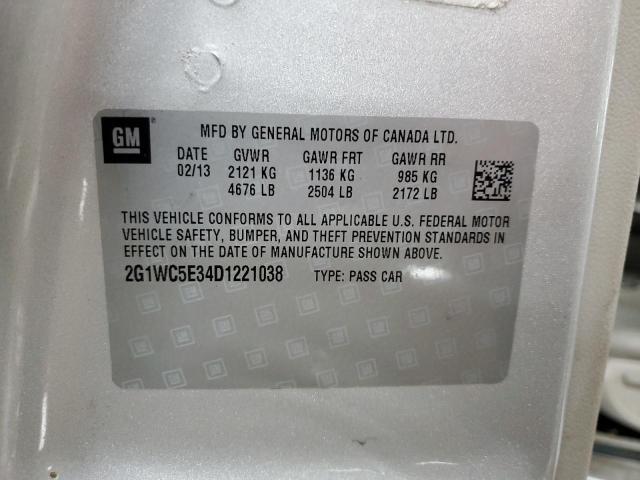 GM
MFD BY GENERAL MOTORS OF CANADA LTD.
DATE GVWR GAWR FRT GAWR RR
02/13 2121 KG 1136 KG 985 KG
4676 LB 2504 LB 2172 LB
THIS VEHICLE CONFORMS TO ALL APPLICABLE U.S. FEDERAL MOTOR
VEHICLE SAFETY, BUMPER, AND THEFT PREVENTION STANDARDS IN
EFFECT ON THE DATE OF MANUFACTURE SHOWN ABOVE.
2G1WC5E34D1221038 TYPE: PASS CAR